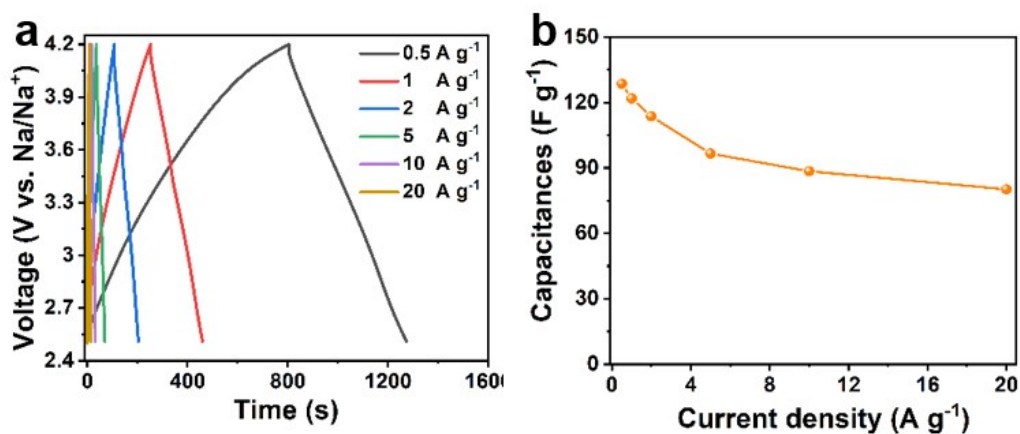 a
Voltage (V vs. Na/Na⁺)
4.2
3.9
3.6
3.3
3
2.7
2.4
0.5 A g⁻¹
1 A g⁻¹
2 A g⁻¹
5 A g⁻¹
10 A g⁻¹
20 A g⁻¹
0 400 800 1200 1600
Time (s)
b
Capacitances (F g⁻¹)
150
120
90
60
30
0
0 4 8 12 16 20
Current density (A g⁻¹)